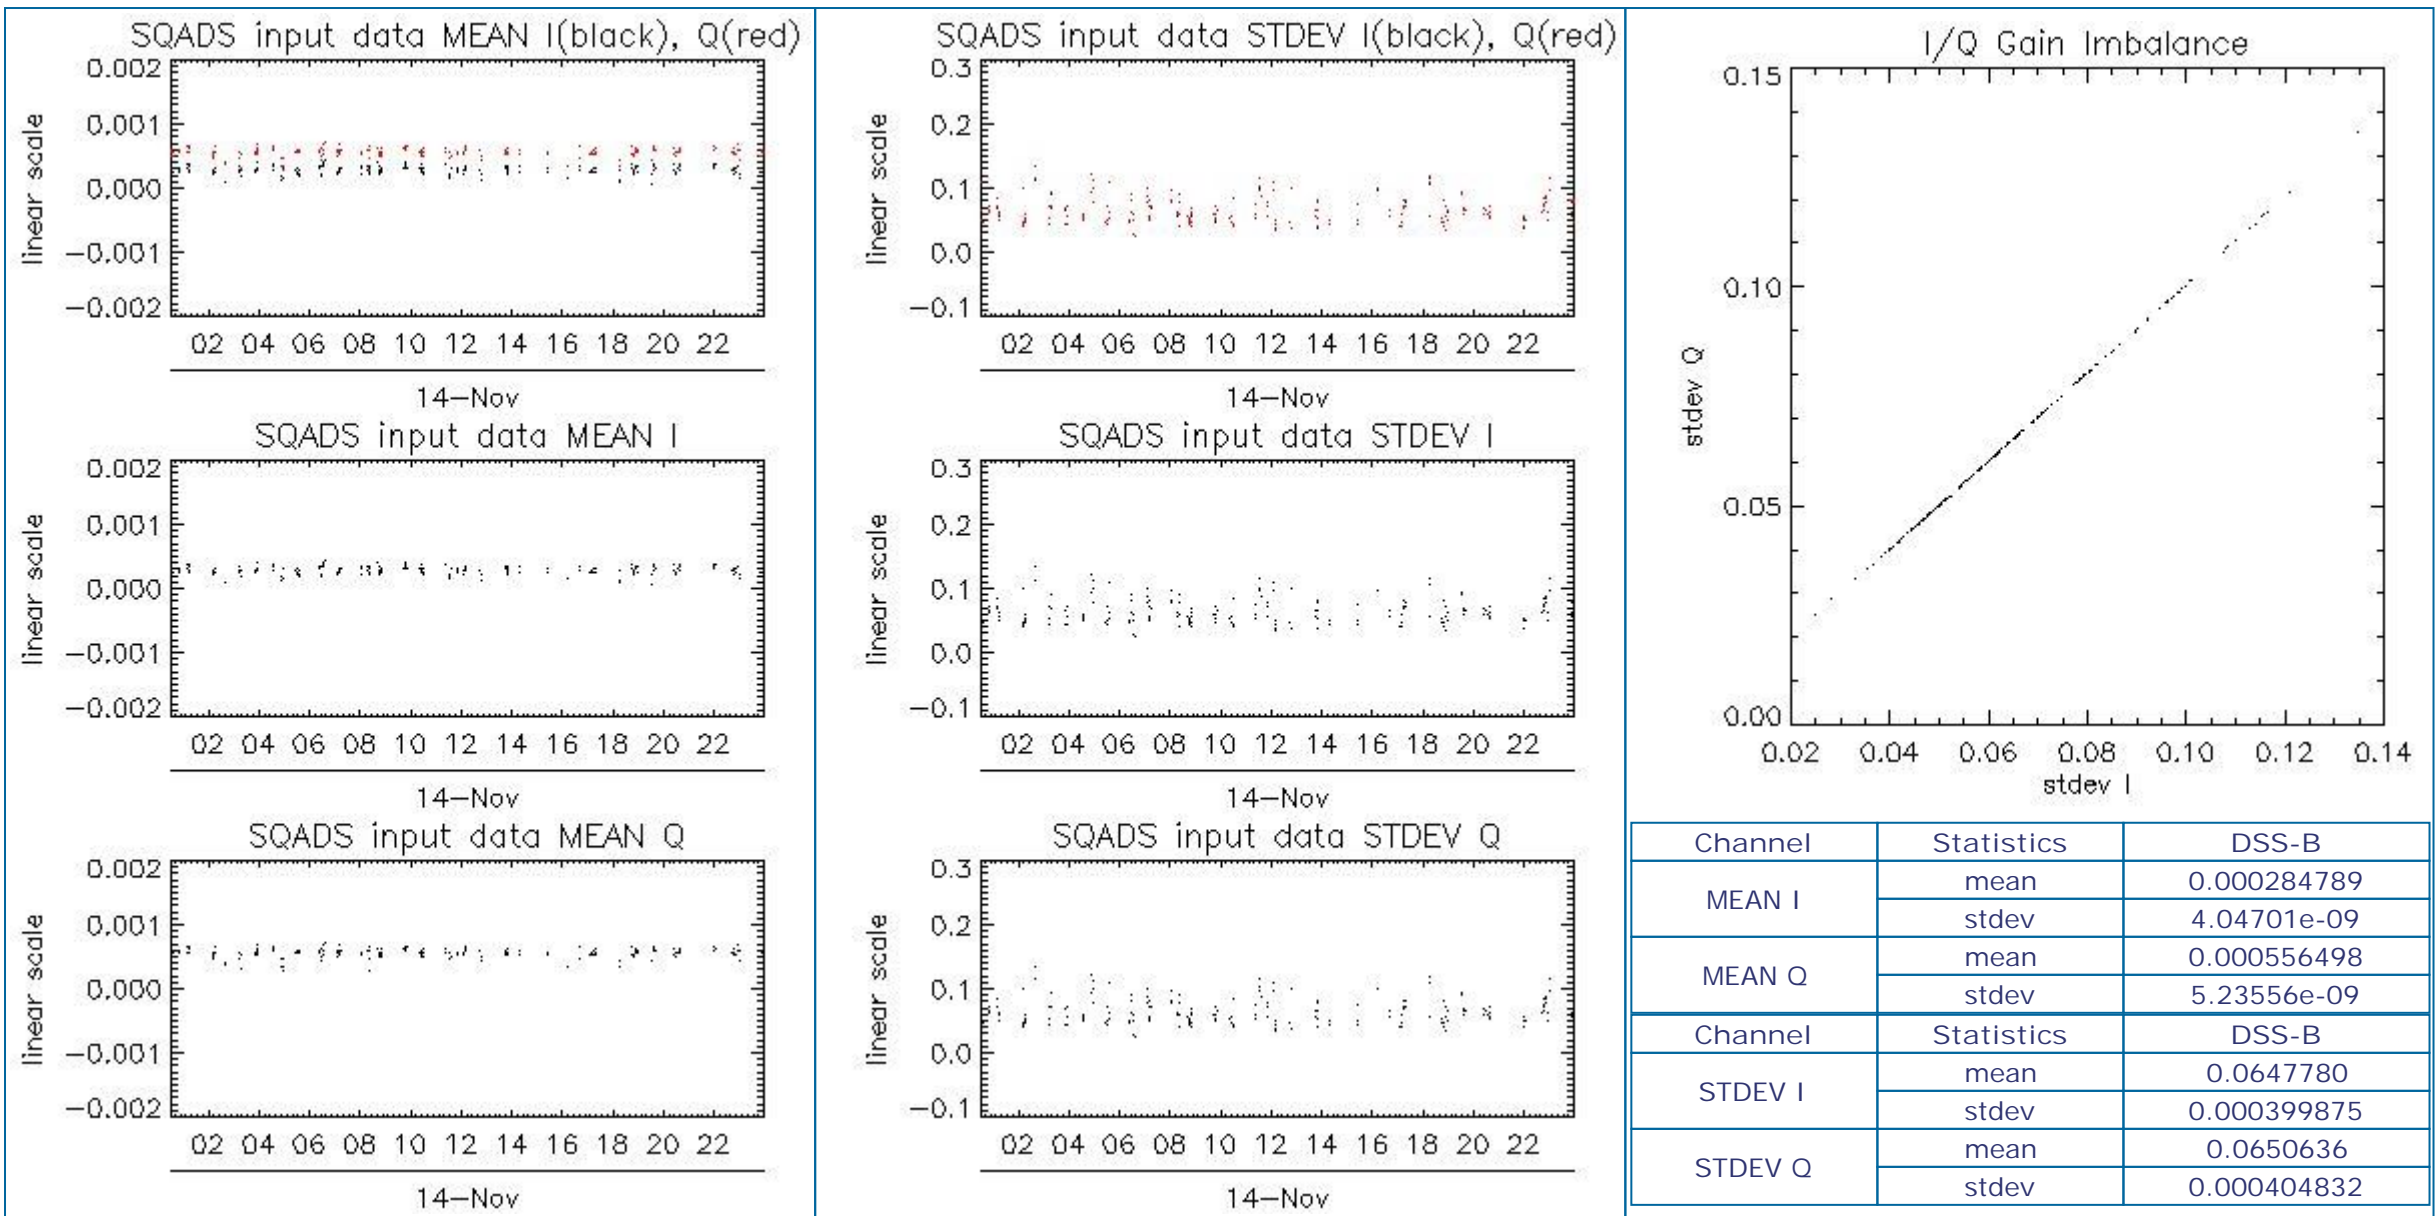 SQADS input data MEAN I(black), Q(red)
0.002
0.001
0.000
−0.001
−0.002
linear scale
02 04 06 08 10 12 14 16 18 20 22
14−Nov
SQADS input data MEAN I
0.002
0.001
0.000
−0.001
−0.002
linear scale
02 04 06 08 10 12 14 16 18 20 22
14−Nov
SQADS input data MEAN Q
0.002
0.001
0.000
−0.001
−0.002
linear scale
02 04 06 08 10 12 14 16 18 20 22
14−Nov
SQADS input data STDEV I(black), Q(red)
0.3
0.2
0.1
0.0
−0.1
linear scale
02 04 06 08 10 12 14 16 18 20 22
14−Nov
SQADS input data STDEV I
0.3
0.2
0.1
0.0
−0.1
linear scale
02 04 06 08 10 12 14 16 18 20 22
14−Nov
SQADS input data STDEV Q
0.3
0.2
0.1
0.0
−0.1
linear scale
02 04 06 08 10 12 14 16 18 20 22
14−Nov
I/Q Gain Imbalance
0.15
0.10
0.05
0.00
stdev Q
0.02 0.04 0.06 0.08 0.10 0.12 0.14
stdev I
Channel Statistics DSS-B
MEAN I mean 0.000284789
stdev 4.04701e-09
MEAN Q mean 0.000556498
stdev 5.23556e-09
Channel Statistics DSS-B
STDEV I mean 0.0647780
stdev 0.000399875
STDEV Q mean 0.0650636
stdev 0.000404832